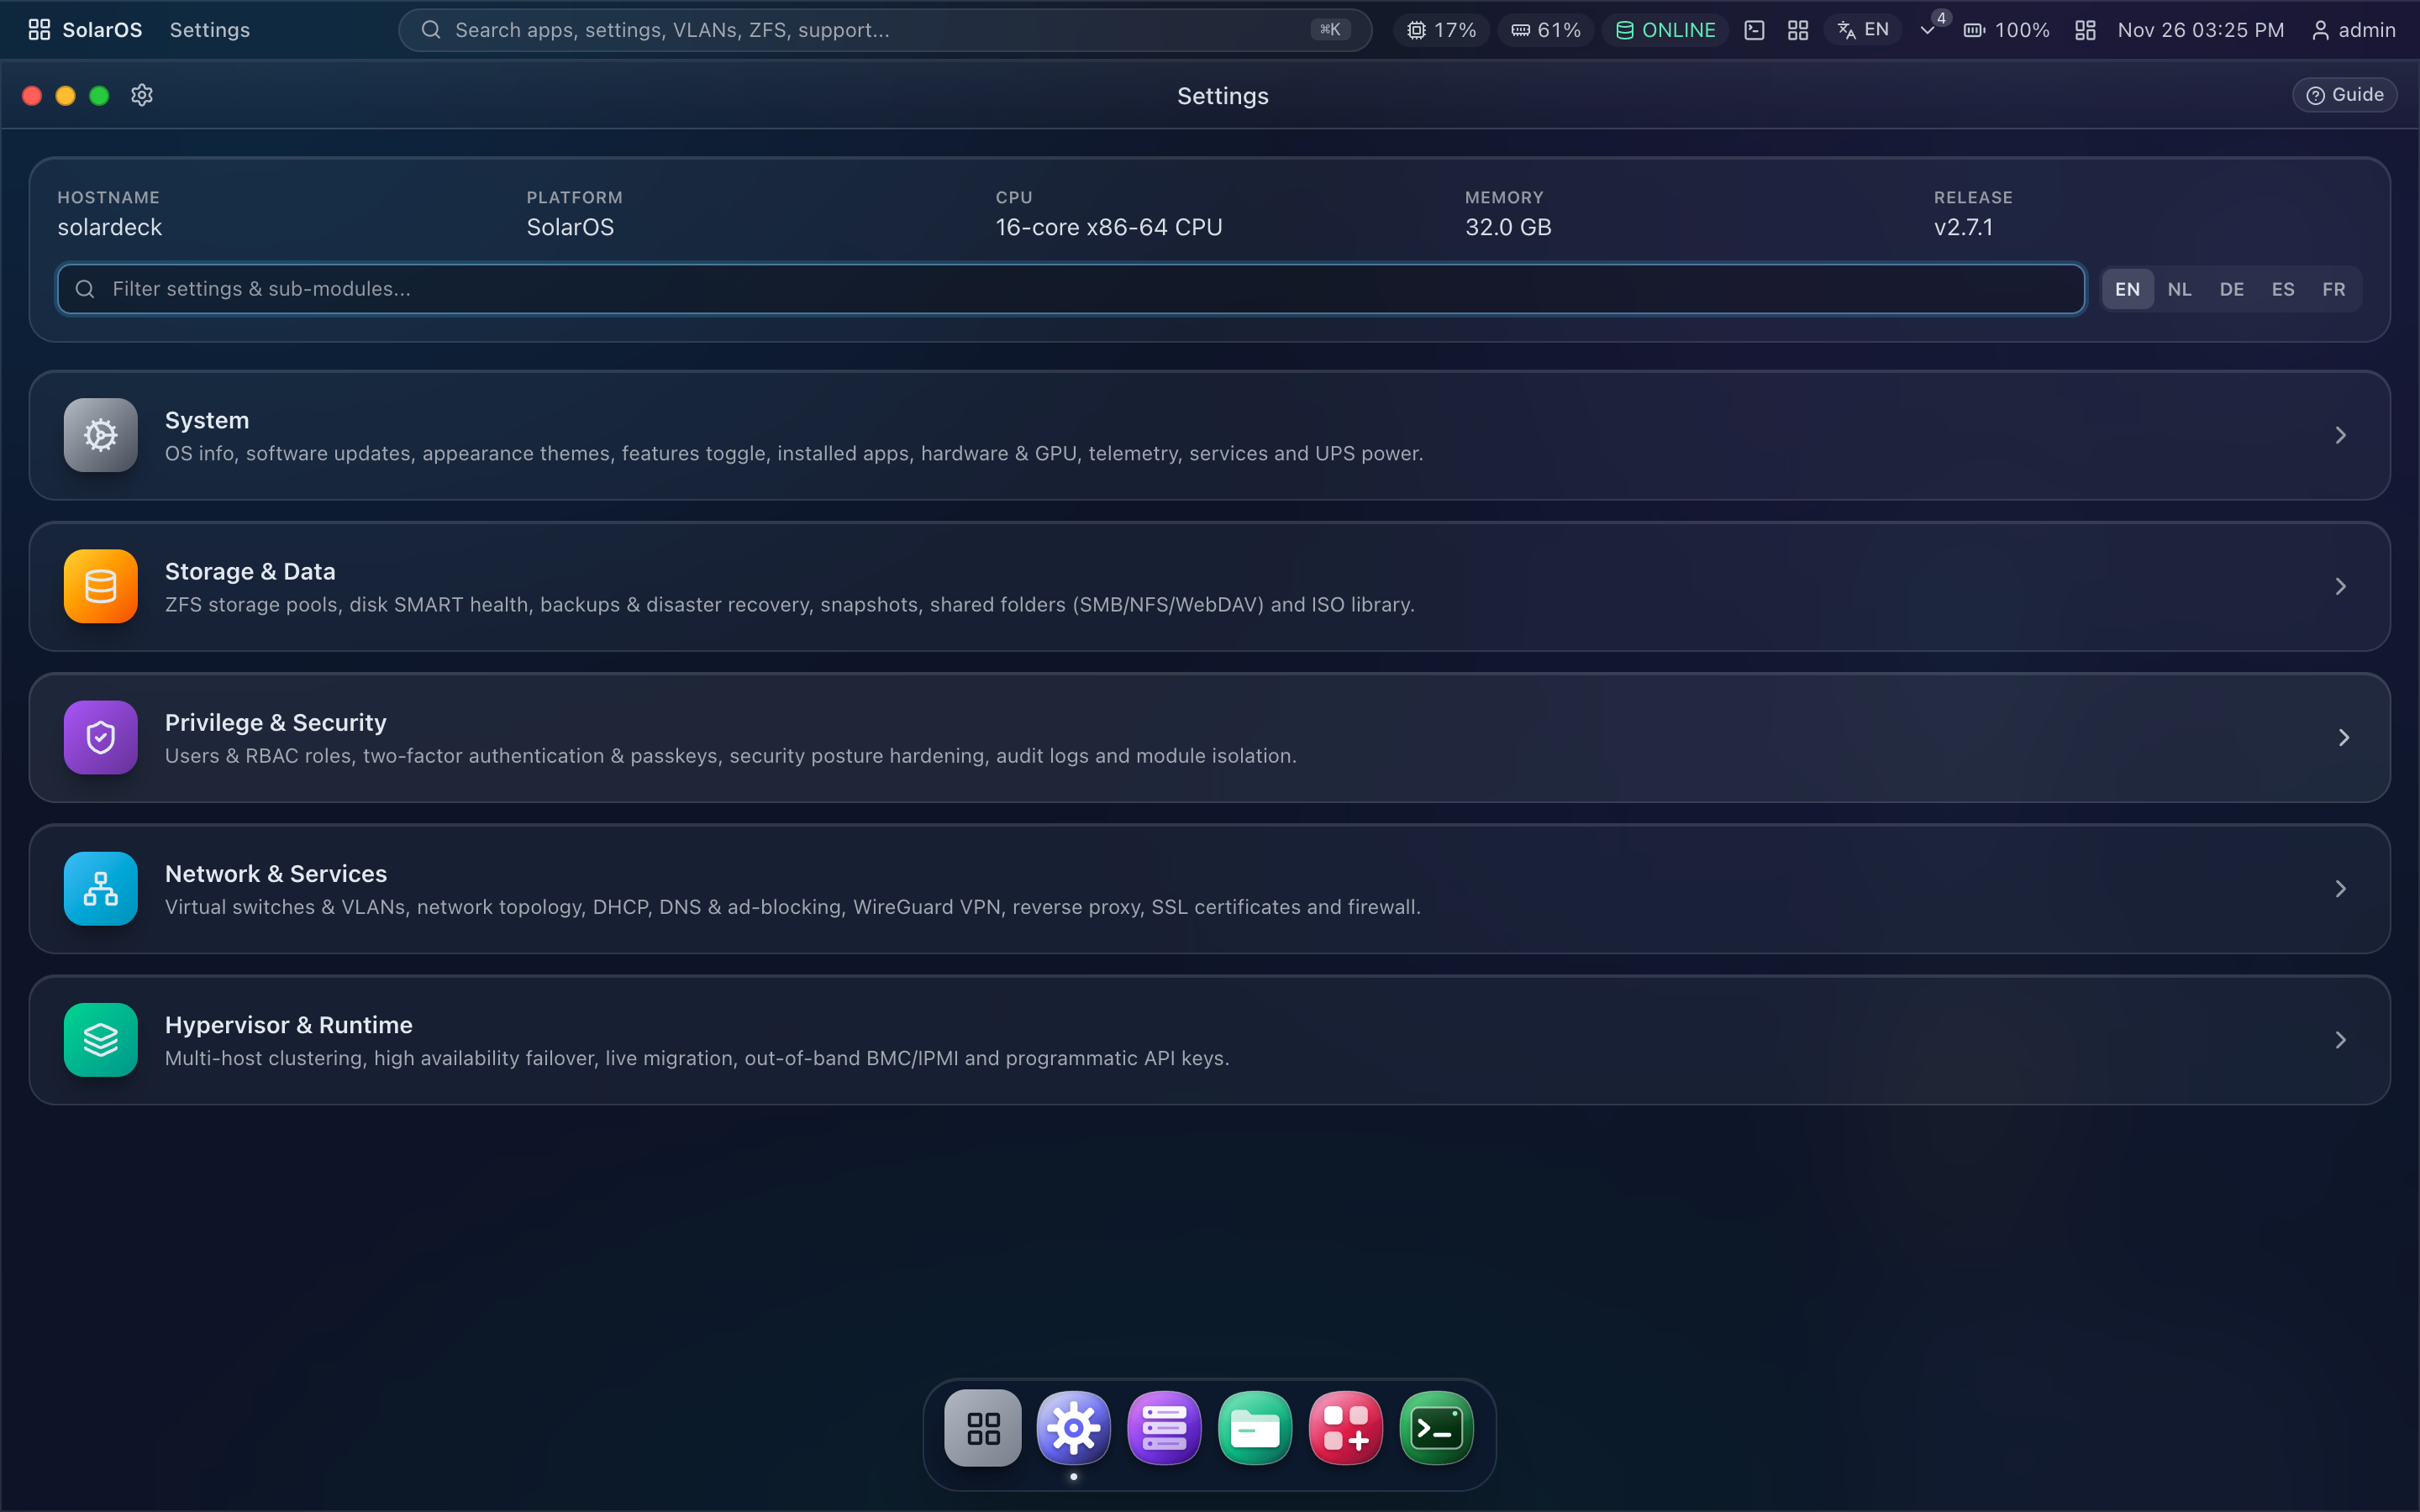 SolarOS Settings Search apps, settings, VLANs, ZFS, support... ⌘K 17% 61% ONLINE EN 4 100% Nov 26 03:25 PM admin
Settings Guide
HOSTNAME PLATFORM CPU MEMORY RELEASE
solardeck SolarOS 16-core x86-64 CPU 32.0 GB v2.7.1
Filter settings & sub-modules... EN NL DE ES FR
System
OS info, software updates, appearance themes, features toggle, installed apps, hardware & GPU, telemetry, services and UPS power.
Storage & Data
ZFS storage pools, disk SMART health, backups & disaster recovery, snapshots, shared folders (SMB/NFS/WebDAV) and ISO library.
Privilege & Security
Users & RBAC roles, two-factor authentication & passkeys, security posture hardening, audit logs and module isolation.
Network & Services
Virtual switches & VLANs, network topology, DHCP, DNS & ad-blocking, WireGuard VPN, reverse proxy, SSL certificates and firewall.
Hypervisor & Runtime
Multi-host clustering, high availability failover, live migration, out-of-band BMC/IPMI and programmatic API keys.